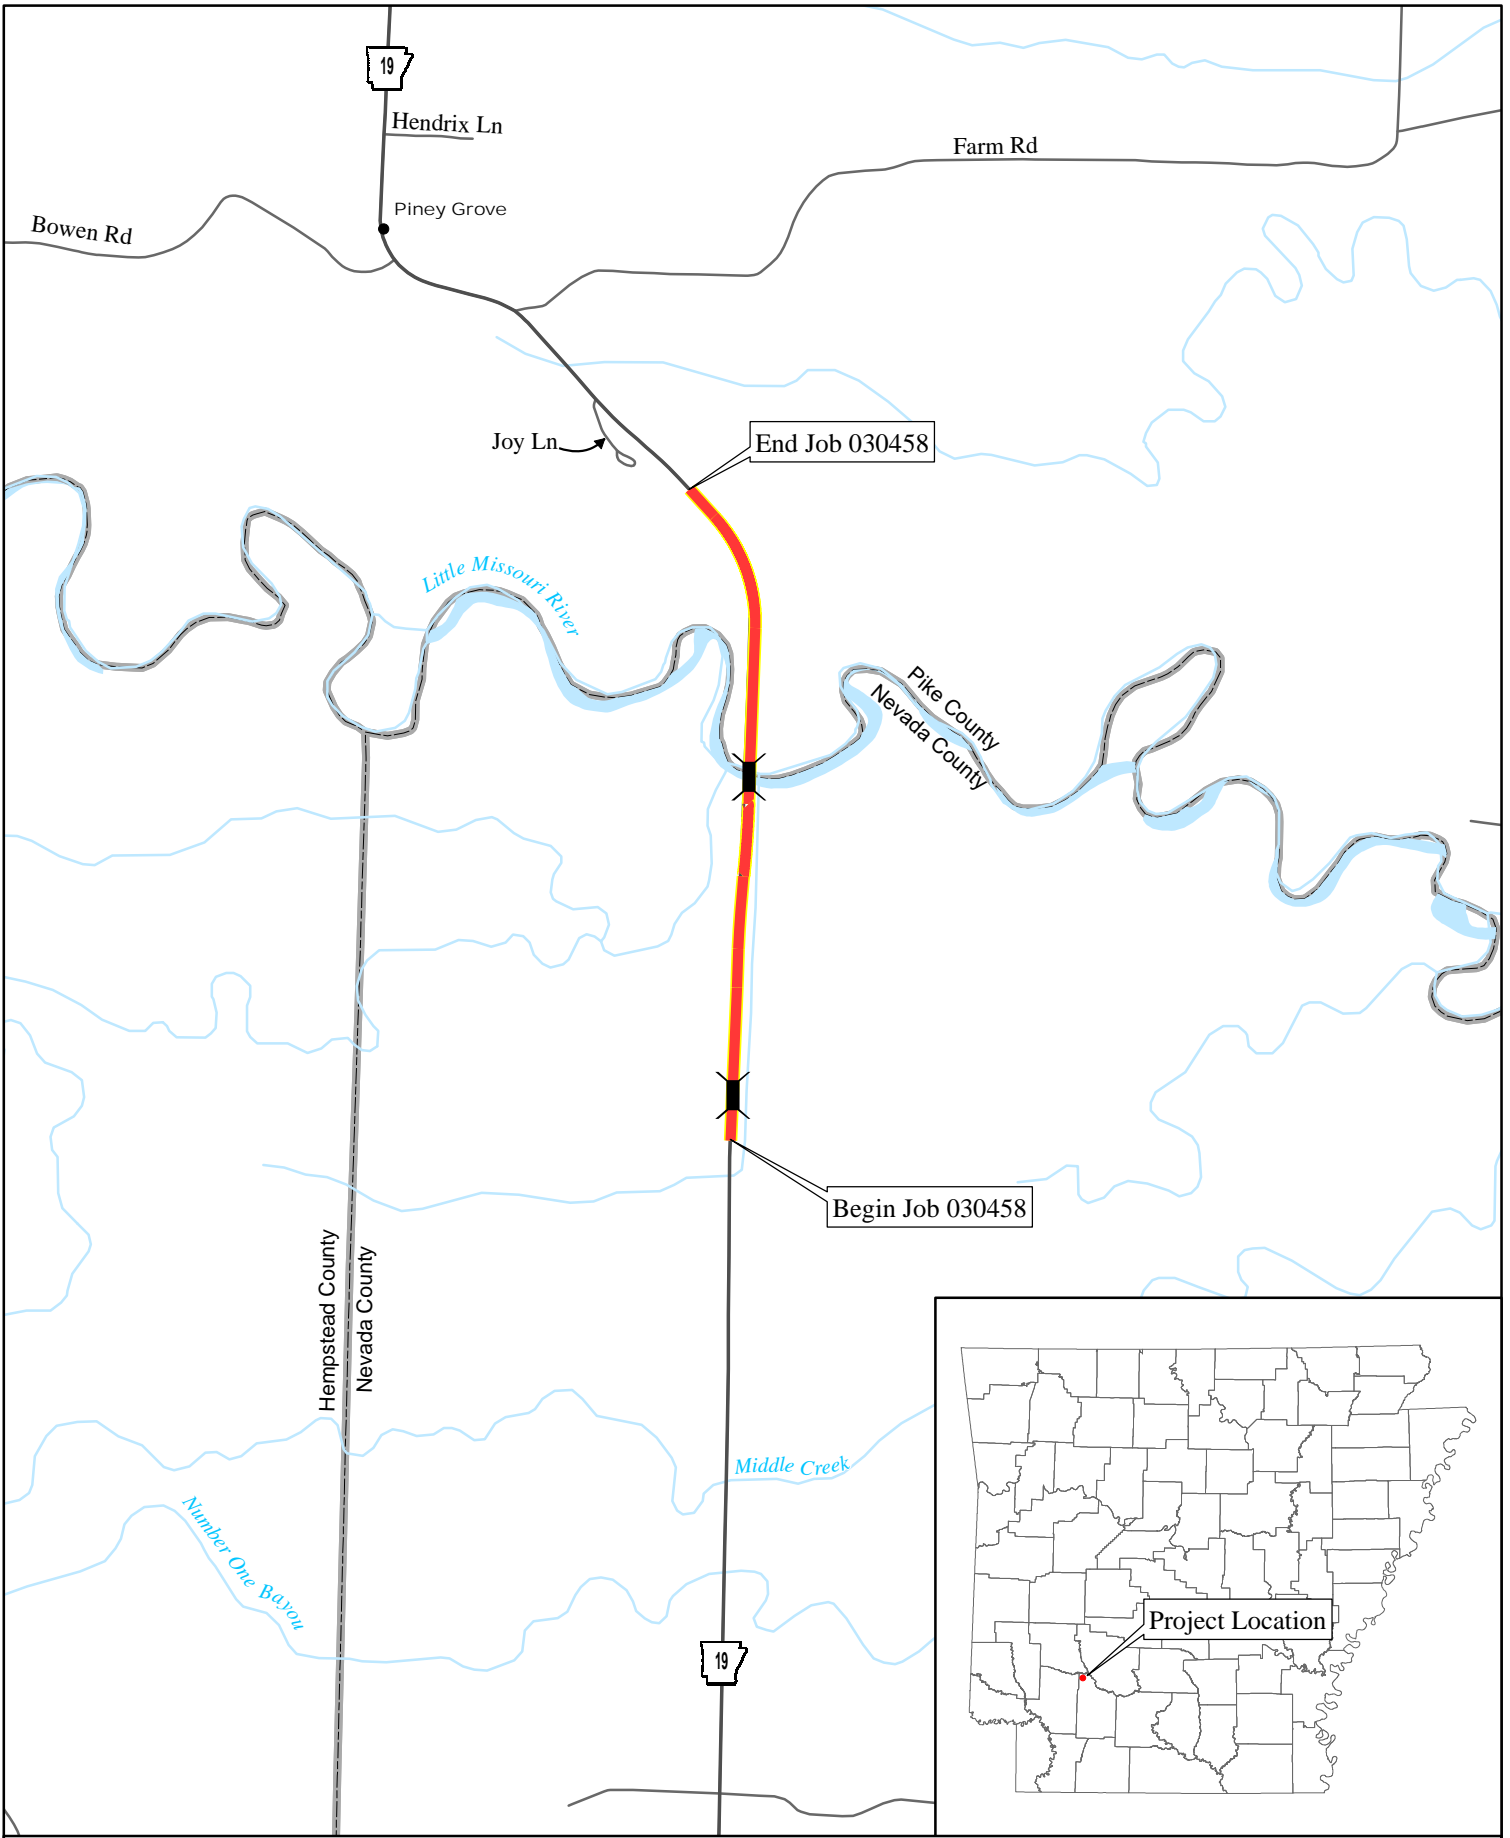 19
Hendrix Ln
Farm Rd
Piney Grove
Bowen Rd
End Job 030458
Joy Ln
Little Missouri River
Pike County
Nevada County
Begin Job 030458
Hempstead County
Nevada County
Middle Creek
Number One Bayou
Project Location
19